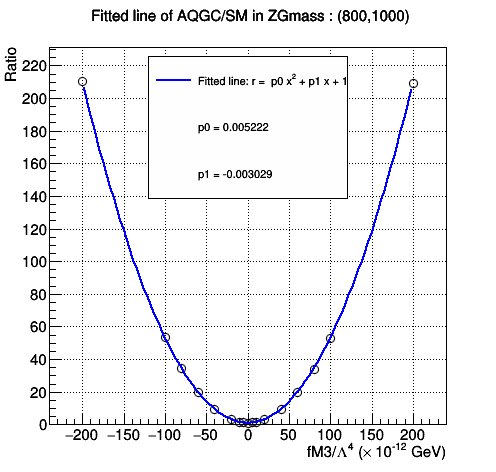 Fitted line of AQGC/SM in ZGmass : (800,1000)
Ratio
220
200
180
160
140
120
100
80
60
40
20
0
Fitted line: r = p0 x² + p1 x + 1
p0 = 0.005222
p1 = -0.003029
−200 −150 −100 −50 0 50 100 150 200
fM3/Λ⁴ (× 10⁻¹² GeV)